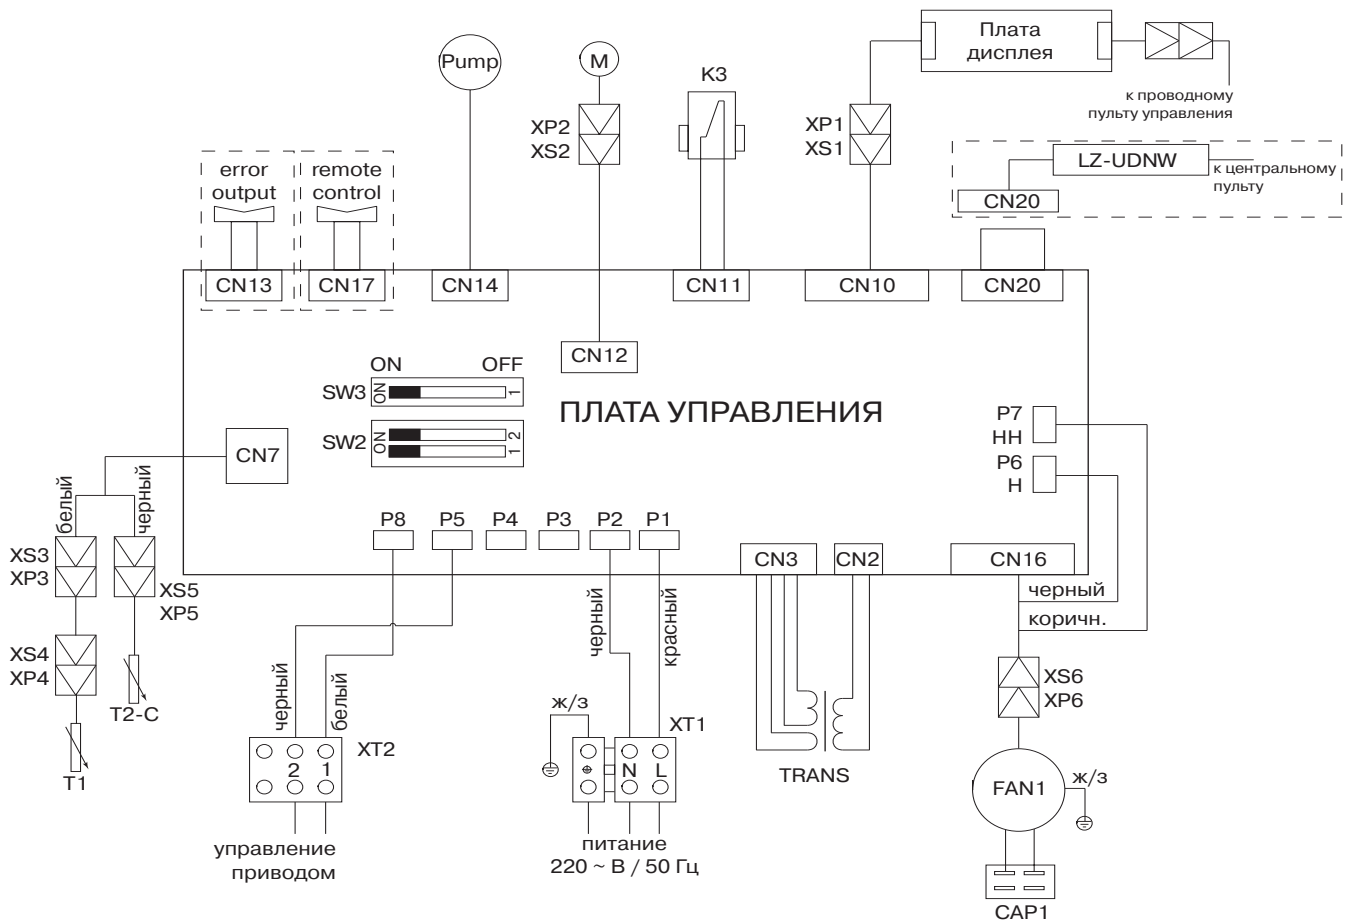 Pump
M
K3
Плата
дисплея
к проводному
пульту управления
XP2
XS2
XP1
XS1
error
output
remote
control
LZ-UDNW
к центральному
пульту
CN20
CN13
CN17
CN14
CN11
CN10
CN20
CN12
ON
OFF
SW3
ON
1
SW2
ON
2
1
ПЛАТА УПРАВЛЕНИЯ
P7
HH
P6
H
CN7
белый
черный
P8
P5
P4
P3
P2
P1
CN3
CN2
CN16
XS3
XP3
XS5
XP5
XS4
XP4
T2-C
T1
черный
белый
черный
красный
черный
коричн.
XS6
XP6
ж/з
XT1
XT2
2
1
N
L
TRANS
FAN1
ж/з
управление
приводом
питание
220 ~ В / 50 Гц
CAP1